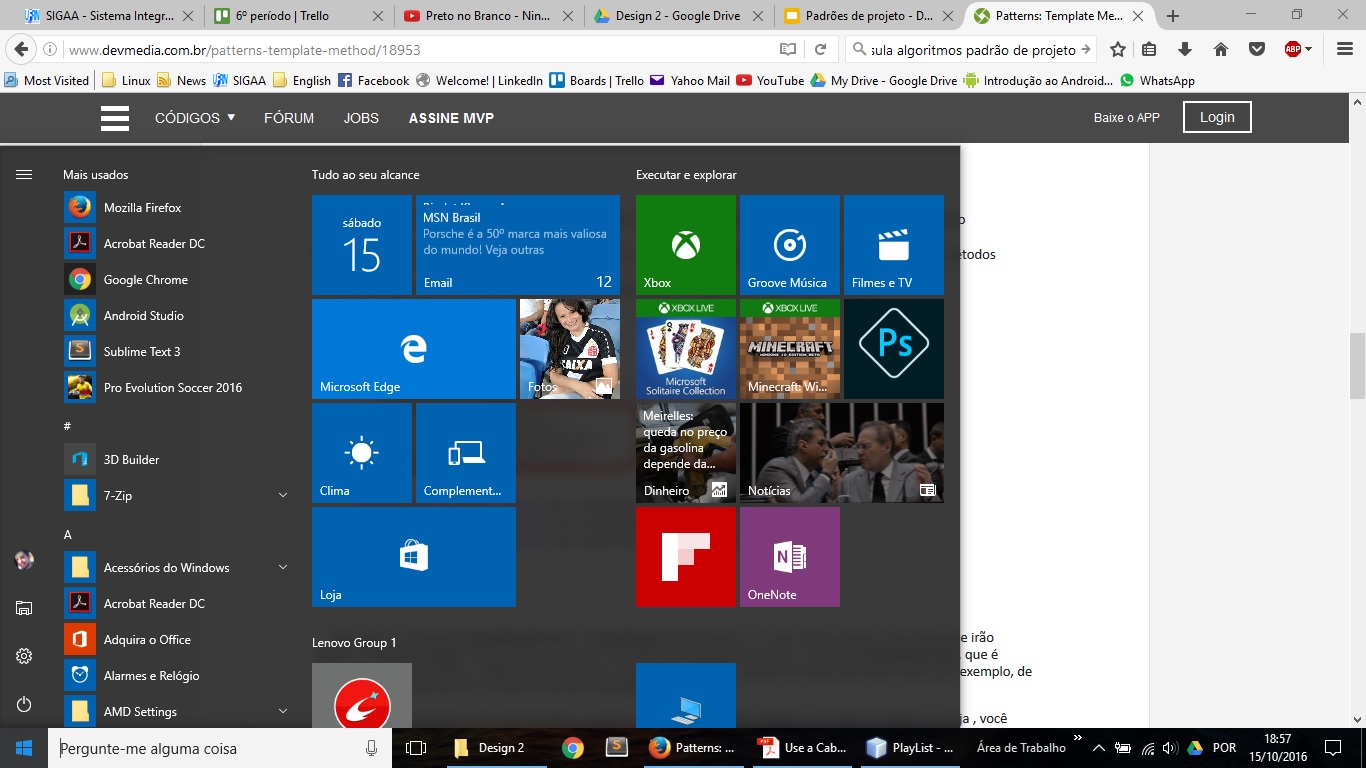 SIGAA - Sistema Integr...
6º período | Trello
Preto no Branco - Nin...
Design 2 - Google Drive
Padrões de projeto - D...
Patterns: Template Me...
www.devmedia.com.br/patterns-template-method/18953
sula algoritmos padrão de projeto
ABP
Most Visited
Linux
News
SIGAA
English
Facebook
Welcome! | LinkedIn
Boards | Trello
Yahoo Mail
YouTube
My Drive - Google Drive
Introdução ao Android...
WhatsApp
CÓDIGOS
FÓRUM
JOBS
ASSINE MVP
Baixe o APP
Login
Mais usados
Mozilla Firefox
Acrobat Reader DC
Google Chrome
Android Studio
Sublime Text 3
Pro Evolution Soccer 2016
#
3D Builder
7-Zip
A
Acessórios do Windows
Acrobat Reader DC
Adquira o Office
Alarmes e Relógio
AMD Settings
Tudo ao seu alcance
sábado
15
MSN Brasil
Porsche é a 50º marca mais valiosa
do mundo! Veja outras
Email 12
Microsoft Edge
CAIXA
Fotos
Clima
Complement...
Loja
Lenovo Group 1
Executar e explorar
Xbox
Groove Música
Filmes e TV
XBOX LIVE
Microsoft
Solitaire Collection
XBOX LIVE
MINECRAFT
WINDOWS 10 EDITION BETA
Minecraft: Wi...
Ps
Meirelles:
queda no preço
da gasolina
depende da...
Dinheiro
Notícias
N
OneNote
o
etodos
e irão
que é
exemplo, de
ja , você
Pergunte-me alguma coisa
Design 2
Patterns: ...
Use a Cab...
PlayList - ...
Área de Trabalho
POR
18:57
15/10/2016